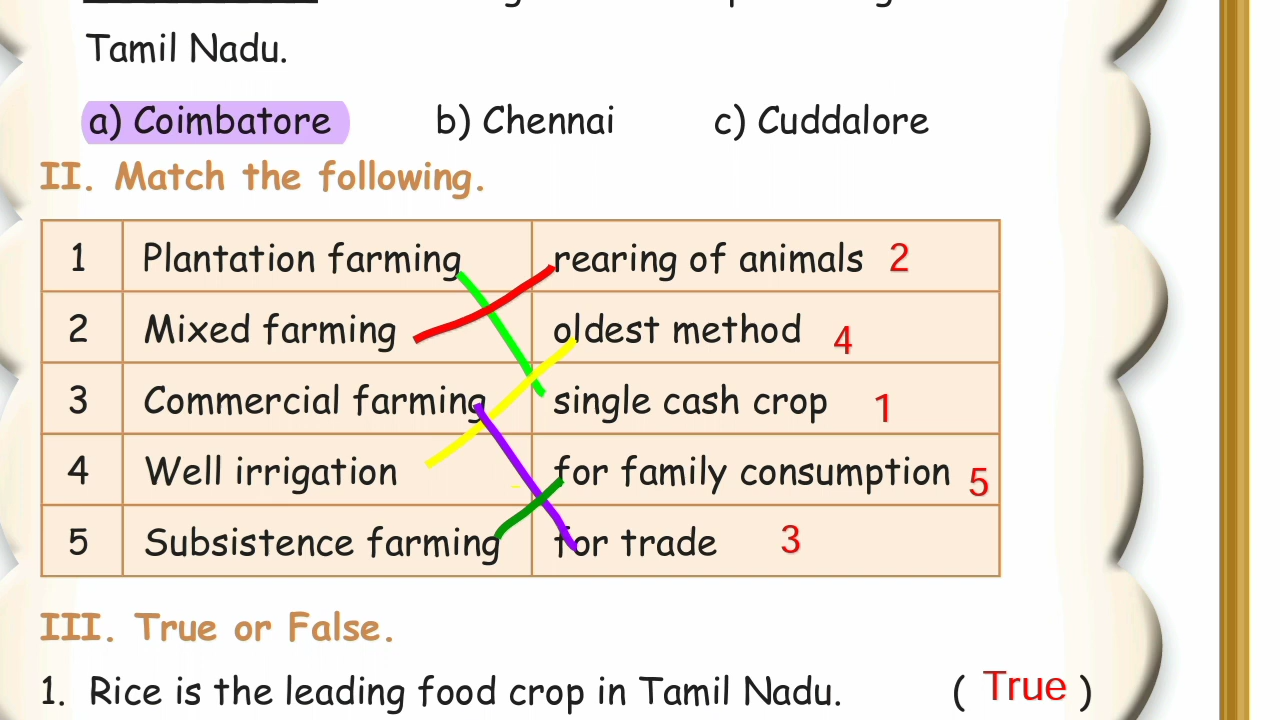 Tamil Nadu.
a) Coimbatore b) Chennai c) Cuddalore
II. Match the following.
1 Plantation farming rearing of animals 2
2 Mixed farming oldest method 4
3 Commercial farming single cash crop 1
4 Well irrigation for family consumption 5
5 Subsistence farming for trade 3
III. True or False.
1. Rice is the leading food crop in Tamil Nadu. ( True )